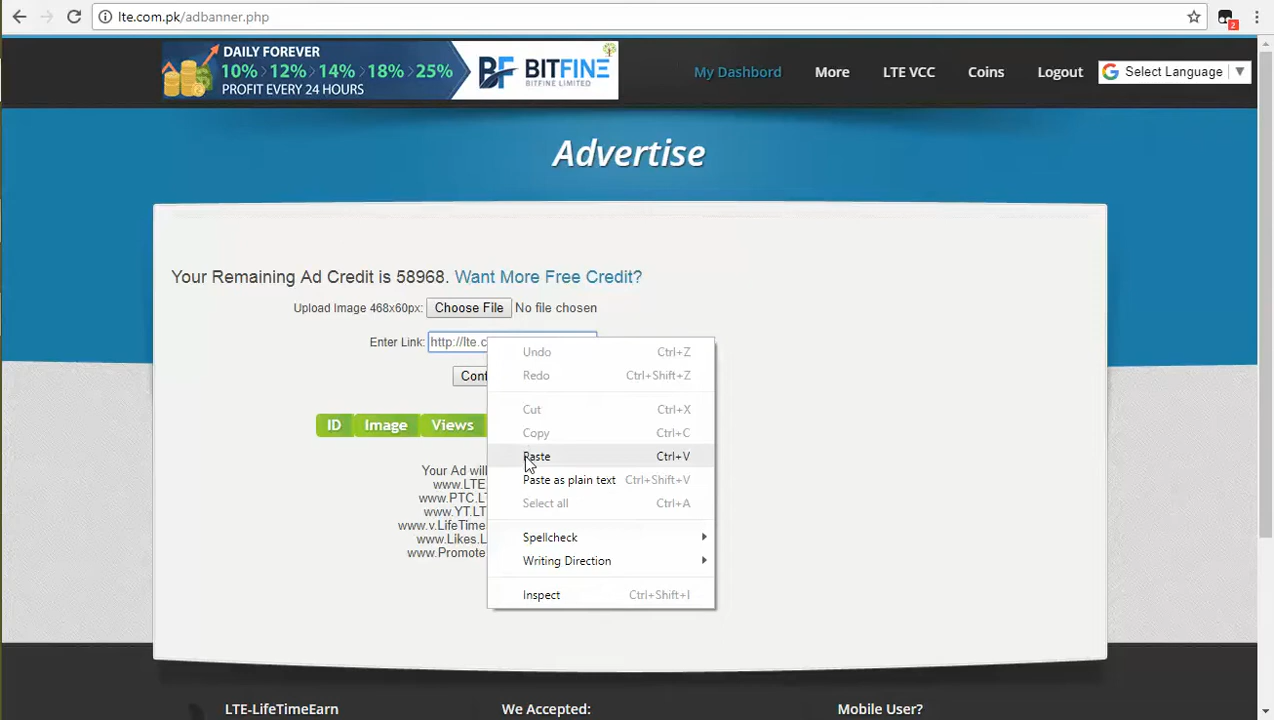 lte.com.pk/adbanner.php
2
DAILY FOREVER
10% > 12% > 14% > 18% > 25%
PROFIT EVERY 24 HOURS
BF BITFINE
BITFINE LIMITED
My Dashbord
More
LTE VCC
Coins
Logout
G Select Language ▼
Advertise
Your Remaining Ad Credit is 58968. Want More Free Credit?
Upload Image 468x60px: Choose File No file chosen
Enter Link: http://lte.c
Conf
ID Image Views
Your Ad will
www.LTE
www.PTC.LT
www.YT.LT
www.v.LifeTime
www.Likes.L
www.Promote
Undo Ctrl+Z
Redo Ctrl+Shift+Z
Cut Ctrl+X
Copy Ctrl+C
Paste Ctrl+V
Paste as plain text Ctrl+Shift+V
Select all Ctrl+A
Spellcheck
Writing Direction
Inspect Ctrl+Shift+I
LTE-LifeTimeEarn
We Accepted:
Mobile User?